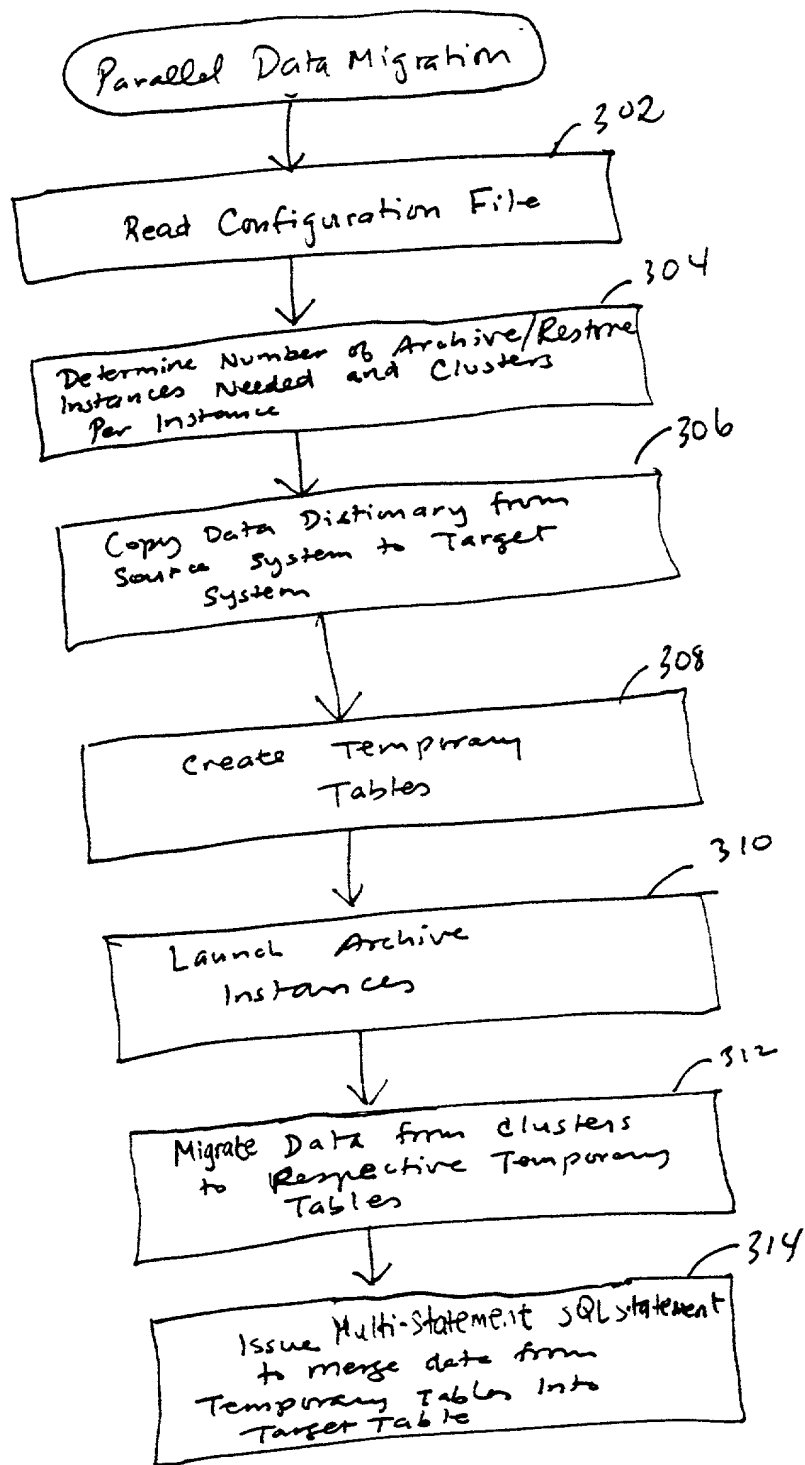 Parallel Data Migration
302
Read Configuration File
304
Determine Number of Archive/Restore
Instances Needed and Clusters
Per Instance
306
Copy Data Dictionary from
Source System to Target
System
308
Create Temporary
Tables
310
Launch Archive
Instances
312
Migrate Data from Clusters
to Respective Temporary
Tables
314
Issue Multi-Statement SQL statement
to merge data from
Temporary Tables Into
Target Table